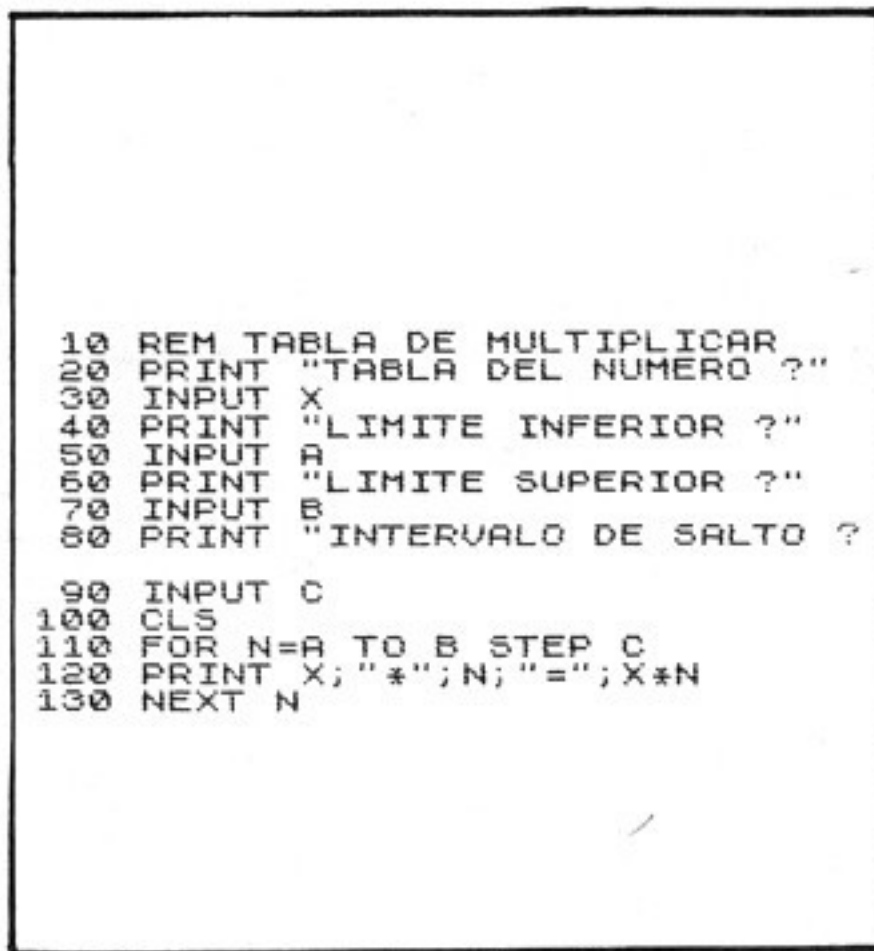 10 REM TABLA DE MULTIPLICAR
20 PRINT "TABLA DEL NUMERO ?"
30 INPUT X
40 PRINT "LIMITE INFERIOR ?"
50 INPUT A
60 PRINT "LIMITE SUPERIOR ?"
70 INPUT B
80 PRINT "INTERVALO DE SALTO ?
90 INPUT C
100 CLS
110 FOR N=A TO B STEP C
120 PRINT X;"*";N;"=";X*N
130 NEXT N